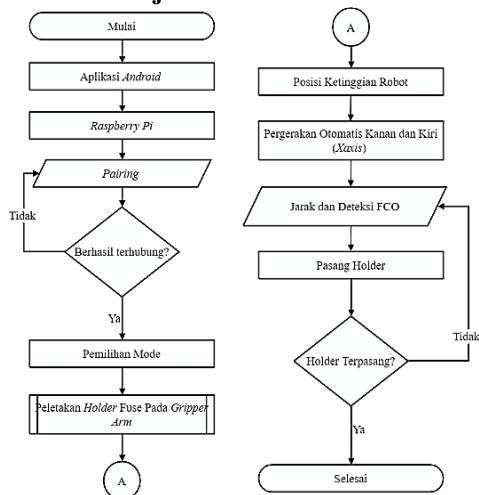 Mulai
Aplikasi Android
Raspberry Pi
Pairing
Tidak
Berhasil terhubung?
Ya
Pemilihan Mode
Peletakan Holder Fuse Pada Gripper
Arm
A
A
Posisi Ketinggian Robot
Pergerakan Otomatis Kanan dan Kiri
(Xaxis)
Jarak dan Deteksi FCO
Pasang Holder
Tidak
Holder Terpasang?
Ya
Selesai